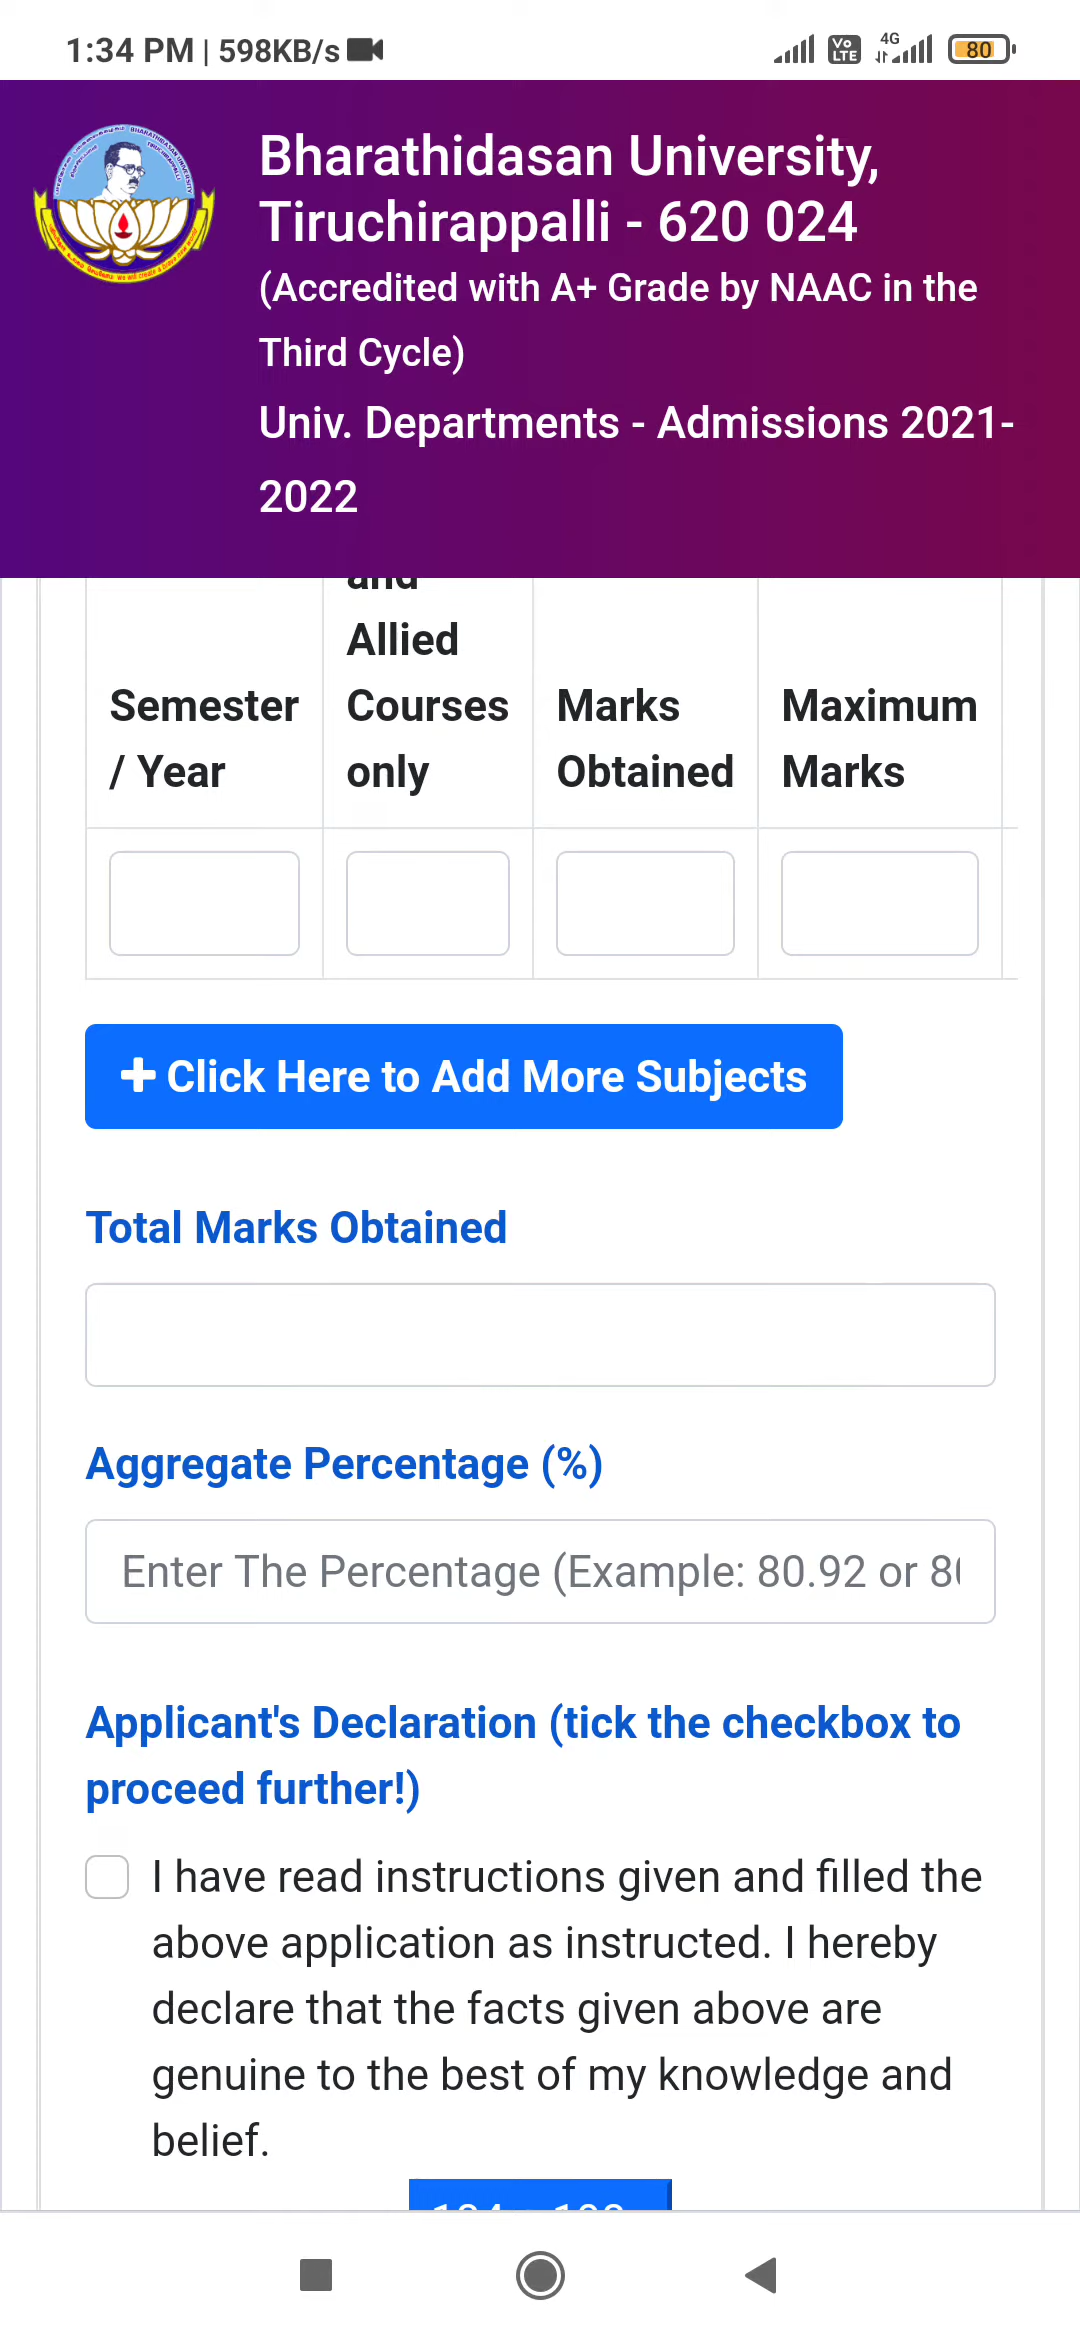 1:34 PM | 598KB/s
Vo LTE 4G 80
Bharathidasan University,
Tiruchirappalli - 620 024
(Accredited with A+ Grade by NAAC in the
Third Cycle)
Univ. Departments - Admissions 2021-
2022
and
Allied
Semester Courses Marks Maximum
/ Year only Obtained Marks
+ Click Here to Add More Subjects
Total Marks Obtained
Aggregate Percentage (%)
Enter The Percentage (Example: 80.92 or
Applicant's Declaration (tick the checkbox to
proceed further!)
I have read instructions given and filled the
above application as instructed. I hereby
declare that the facts given above are
genuine to the best of my knowledge and
belief.